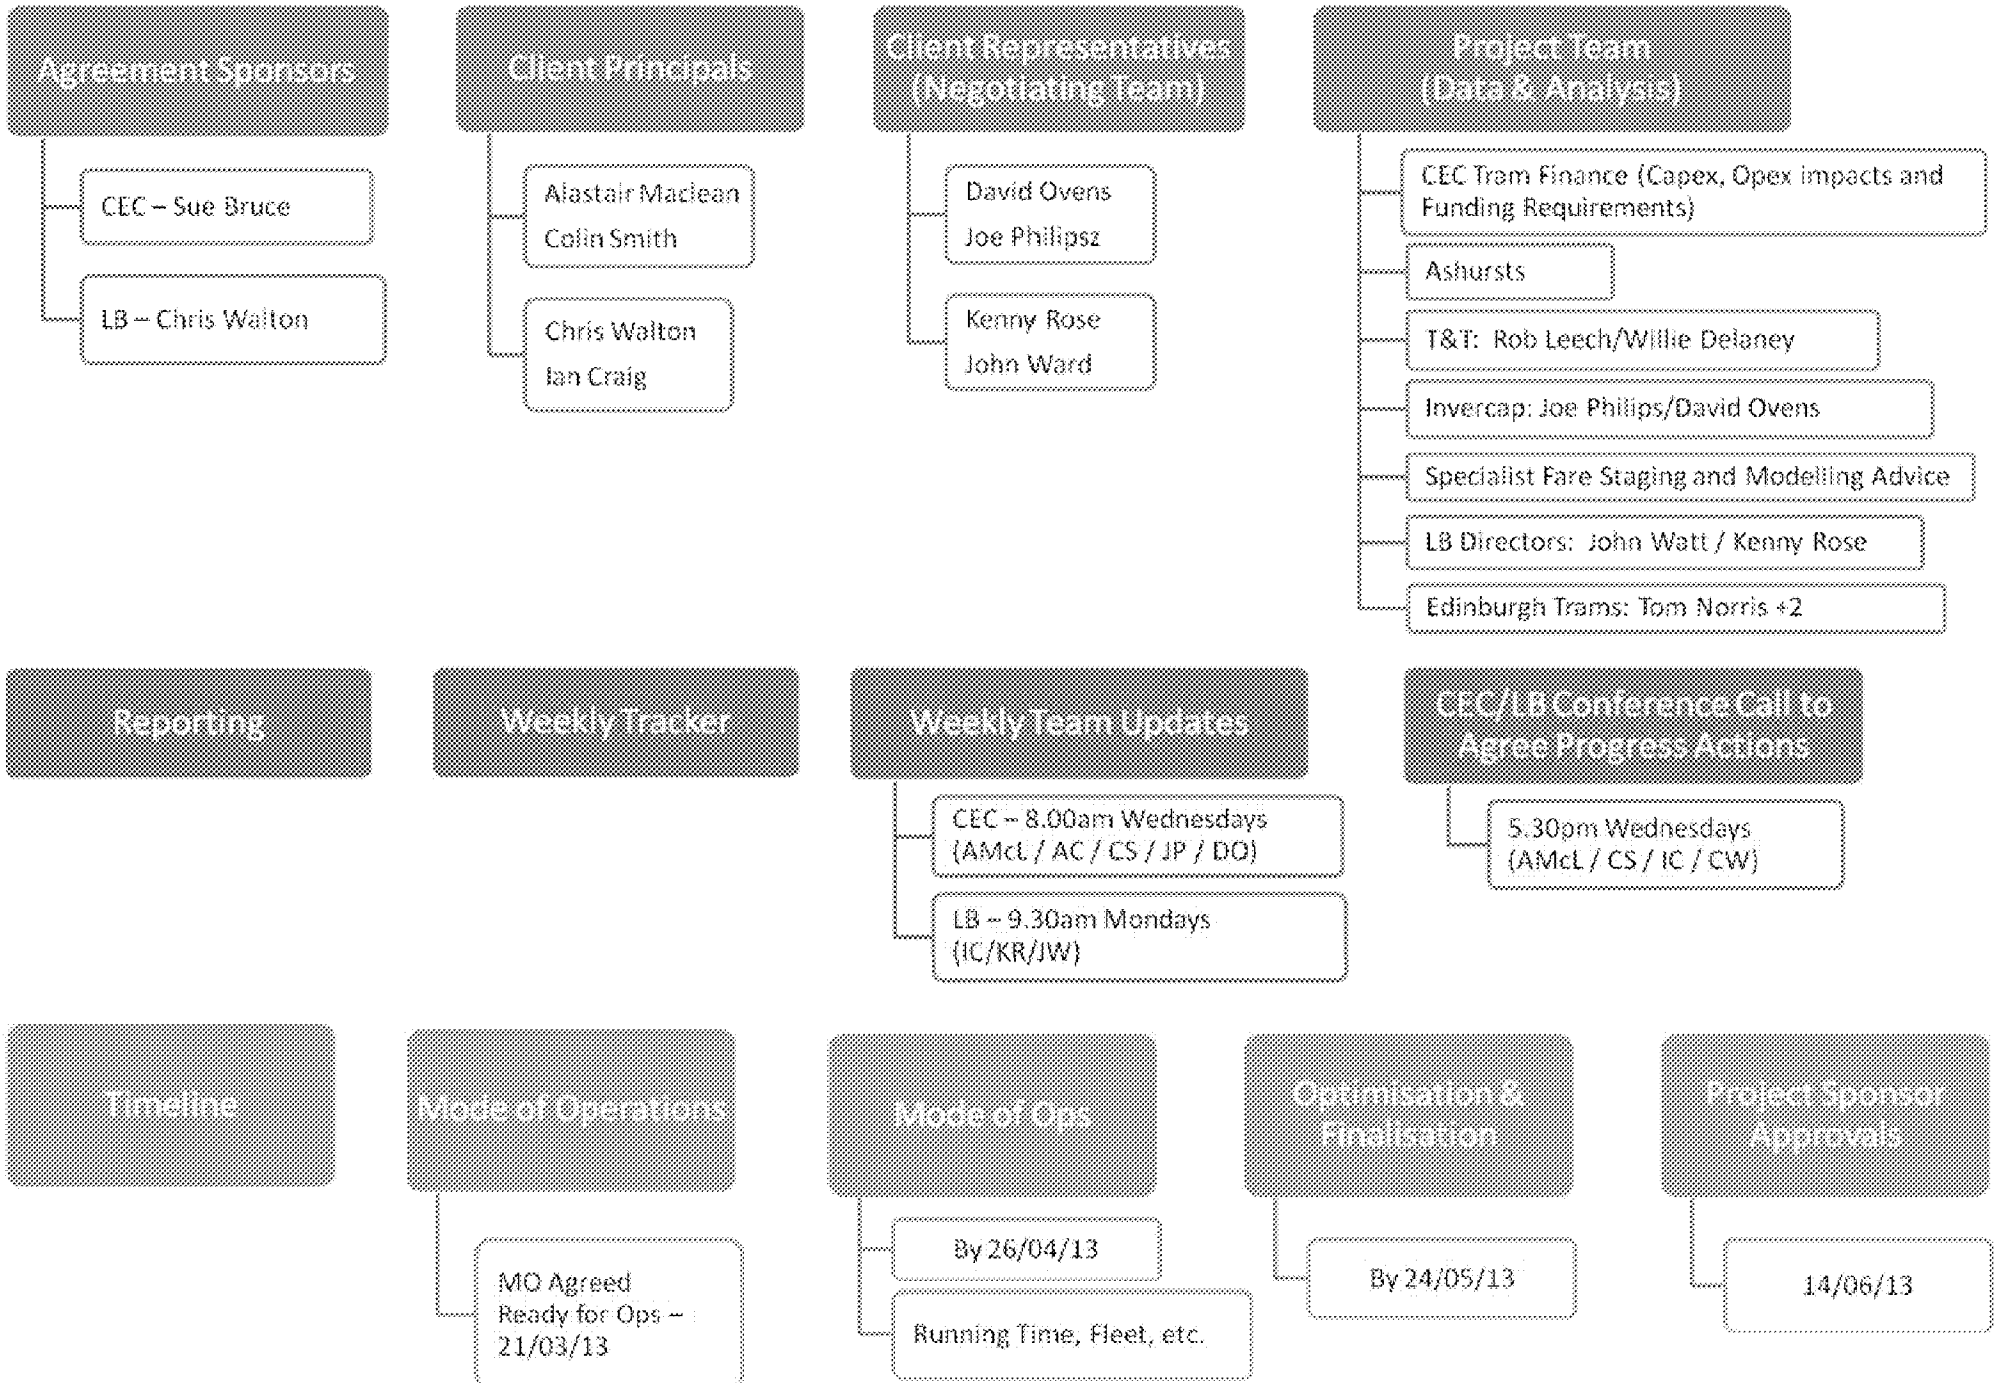 Agreement Sponsors
CEC – Sue Bruce
LB – Chris Walton
Client Principals
Alastair Maclean
Colin Smith
Chris Walton
Ian Craig
Client Representatives
(Negotiating Team)
David Ovens
Joe Philipsz
Kenny Rose
John Ward
Project Team
(Data & Analysis)
CEC Tram Finance (Capex, Opex impacts and
Funding Requirements)
Ashursts
T&T: Rob Leech/Willie Delaney
Invercap: Joe Philips/David Ovens
Specialist Fare Staging and Modelling Advice
LB Directors: John Watt / Kenny Rose
Edinburgh Trams: Tom Norris +2
Reporting
Weekly Tracker
Weekly Team Updates
CEC – 8.00am Wednesdays
(AMcL / AC / CS / JP / DO)
LB – 9.30am Mondays
(IC/KR/JW)
CEC/LB Conference Call to
Agree Progress Actions
5.30pm Wednesdays
(AMcL / CS / IC / CW)
Timeline
Mode of Operations
MO Agreed
Ready for Ops –
21/03/13
Mode of Ops
By 26/04/13
Running Time, Fleet, etc.
Optimisation &
Finalisation
By 24/05/13
Project Sponsor
Approvals
14/06/13